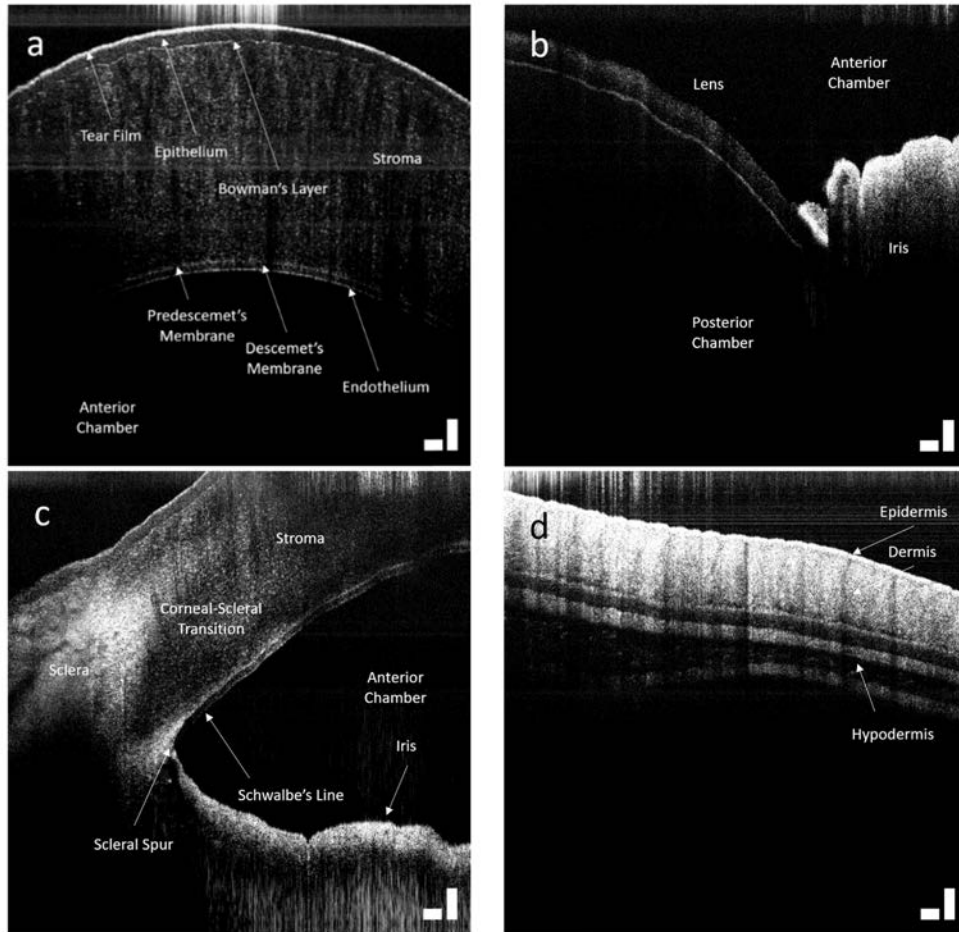 a
Tear Film
Epithelium
Stroma
Bowman's Layer
Predescemet's
Membrane
Descemet's
Membrane
Endothelium
Anterior
Chamber
b
Anterior
Chamber
Lens
Iris
Posterior
Chamber
c
Stroma
Corneal-Scleral
Transition
Sclera
Anterior
Chamber
Iris
Schwalbe's Line
Scleral Spur
d
Epidermis
Dermis
Hypodermis